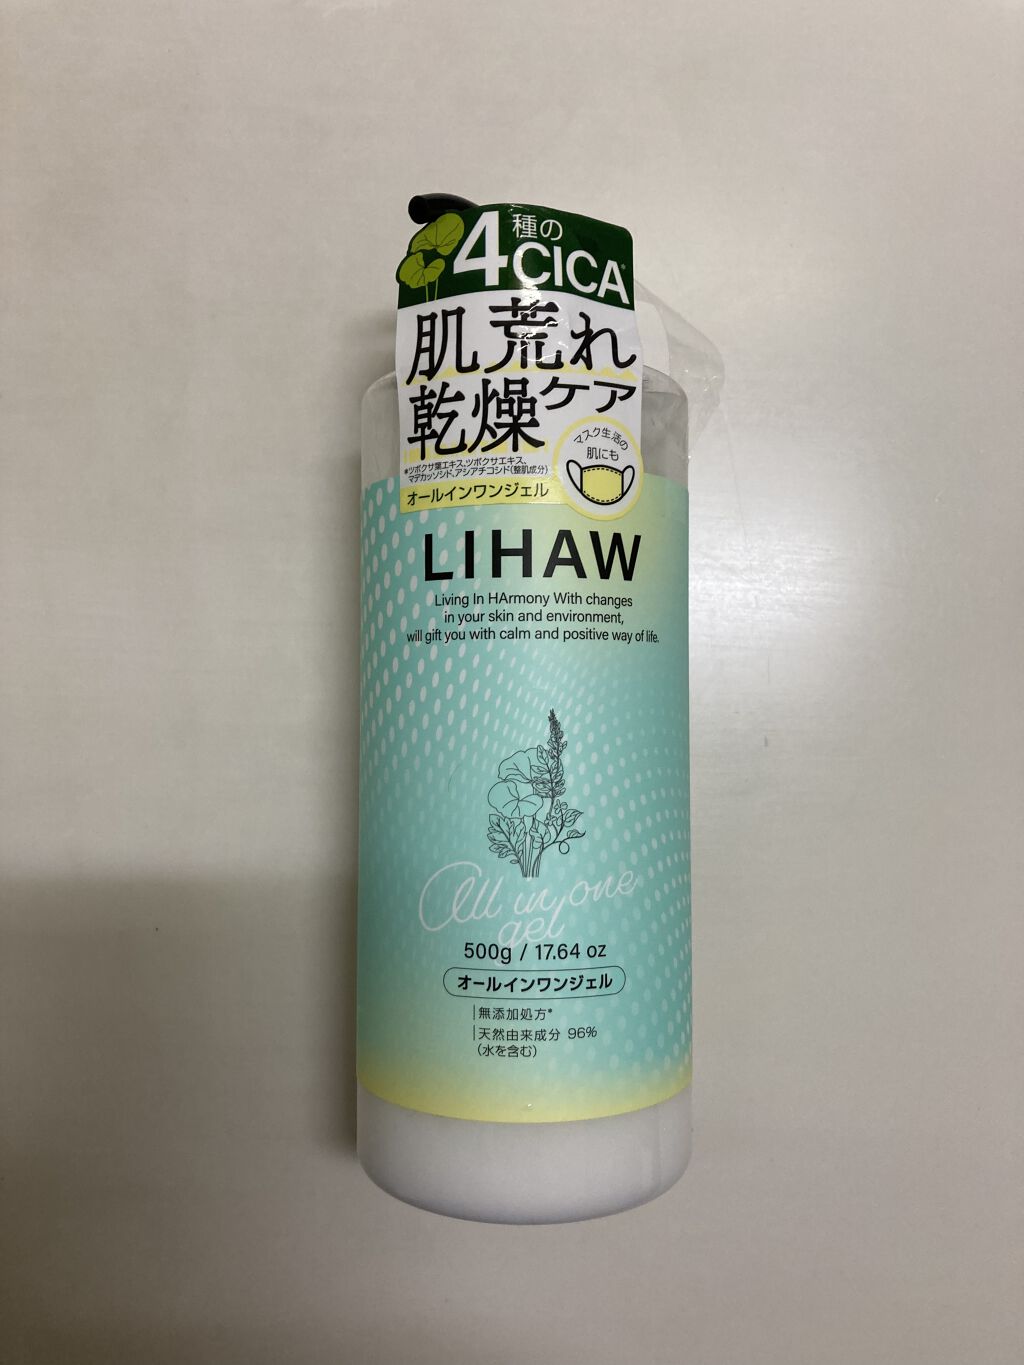 4種のCICA*
肌荒れ
乾燥ケア
マスク生活の
肌にも
*ツボクサ葉エキス、ツボクサエキス、
マデカッソシド、アシアチコシド(整肌成分)
オールインワンジェル
LIHAW
Living In HArmony With changes
in your skin and environment,
will gift you with calm and positive way of life.
All in one
gel
500g / 17.64 oz
オールインワンジェル
無添加処方*
天然由来成分 96%
(水を含む)